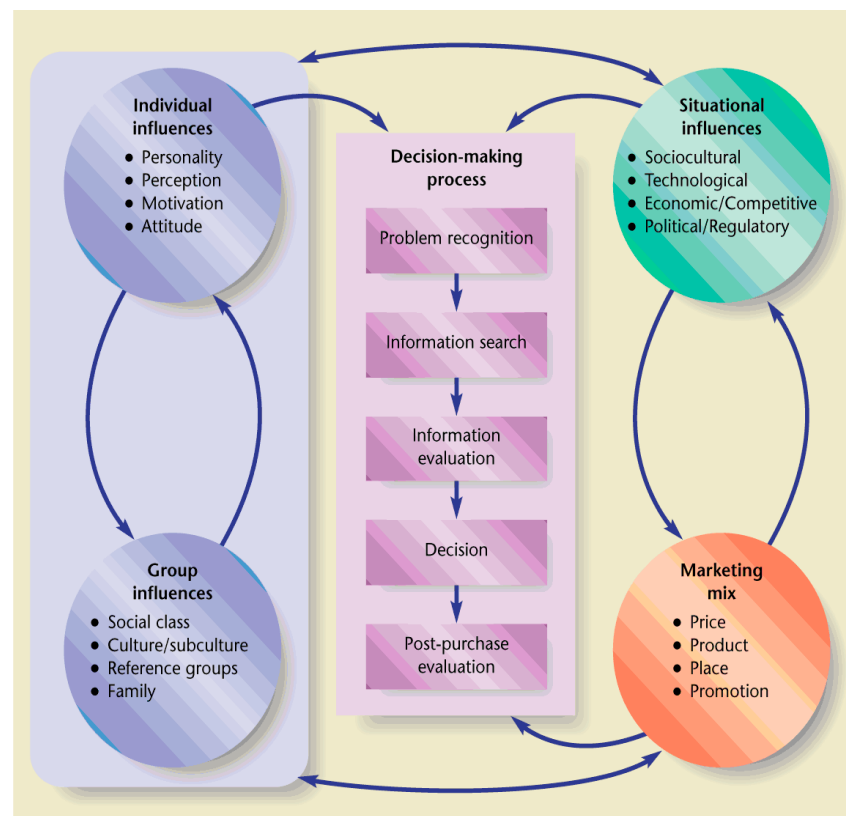 Individual
influences
• Personality
• Perception
• Motivation
• Attitude
Group
influences
• Social class
• Culture/subculture
• Reference groups
• Family
Decision-making
process
Problem recognition
Information search
Information
evaluation
Decision
Post-purchase
evaluation
Situational
influences
• Sociocultural
• Technological
• Economic/Competitive
• Political/Regulatory
Marketing
mix
• Price
• Product
• Place
• Promotion